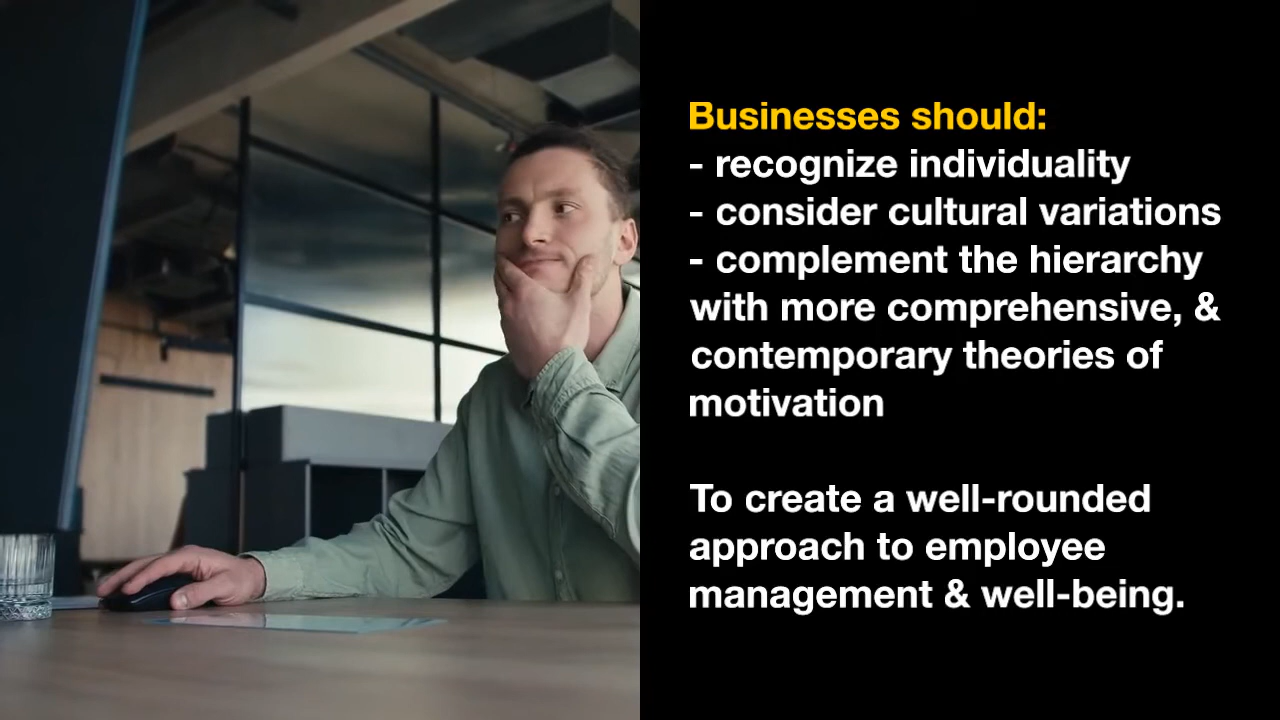 Businesses should:
- recognize individuality
- consider cultural variations
- complement the hierarchy
with more comprehensive, &
contemporary theories of
motivation
To create a well-rounded
approach to employee
management & well-being.